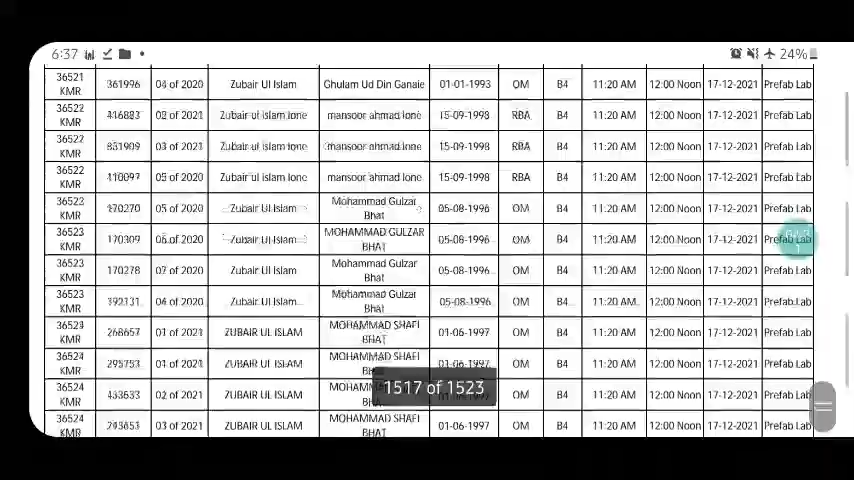 6:37 24%
36521 KMR 361996 04 of 2020 Zubair Ul Islam Ghulam Ud Din Ganaie 01-01-1993 OM B4 11:20 AM 12:00 Noon 17-12-2021 Prefab Lab
36522 KMR 416883 Zubair ul islam lone mansoor ahmad lone 15-09-1998 RBA B4 11:20 AM 12:00 Noon 17-12-2021 Prefab Lab
36522 KMR 03 of 2021 Zubair ul islam lone mansoor ahmad lone 15-09-1998 RBA B4 11:20 AM 12:00 Noon 17-12-2021 Prefab Lab
36522 KMR 05 of 2021 Zubair ul islam lone mansoor ahmad lone 15-09-1998 RBA B4 11:20 AM 12:00 Noon 17-12-2021 Prefab Lab
36523 KMR 170270 05 of 2021 Zubair Ul Islam Mohammad Gulzar Bhat 05-08-1996 OM B4 11:20 AM 12:00 Noon 17-12-2021 Prefab Lab
36523 KMR 170309 06 of 2021 Zubair Ul Islam MOHAMMAD GULZAR BHAT 05-08-1996 OM B4 11:20 AM 12:00 Noon 17-12-2021 Prefab Lab
36523 KMR 170278 07 of 2021 Zubair Ul Islam Mohammad Gulzar Bhat 05-08-1996 OM B4 11:20 AM 12:00 Noon 17-12-2021 Prefab Lab
36523 KMR 04 of 2020 Zubair Ul Islam Mohammad Gulzar Bhat 05-08-1996 OM B4 11:20 AM 12:00 Noon 17-12-2021 Prefab Lab
36524 KMR 268657 01 of 2021 ZUBAIR UL ISLAM MOHAMMAD SHAFI BHAT 01-06-1997 OM B4 11:20 AM 12:00 Noon 17-12-2021 Prefab Lab
36524 KMR ZUBAIR UL ISLAM MOHAMMAD SHAFI 01-06-1997 OM B4 11:20 AM 12:00 Noon 17-12-2021 Prefab Lab
36524 KMR 02 of 2021 ZUBAIR UL ISLAM OM B4 11:20 AM 12:00 Noon 17-12-2021 Prefab Lab
1517 of 1523
36524 KMR 03 of 2021 ZUBAIR UL ISLAM MOHAMMAD SHAFI BHAT 01-06-1997 OM B4 11:20 AM 12:00 Noon 17-12-2021 Prefab Lab